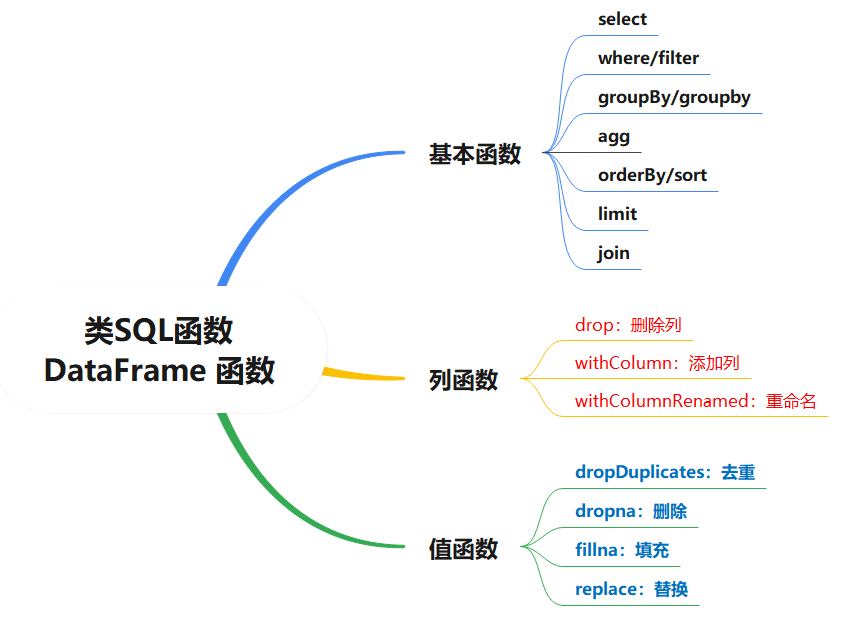 类SQL函数
DataFrame 函数
基本函数
select
where/filter
groupBy/groupby
agg
orderBy/sort
limit
join
列函数
drop：删除列
withColumn：添加列
withColumnRenamed：重命名
值函数
dropDuplicates：去重
dropna：删除
fillna：填充
replace：替换